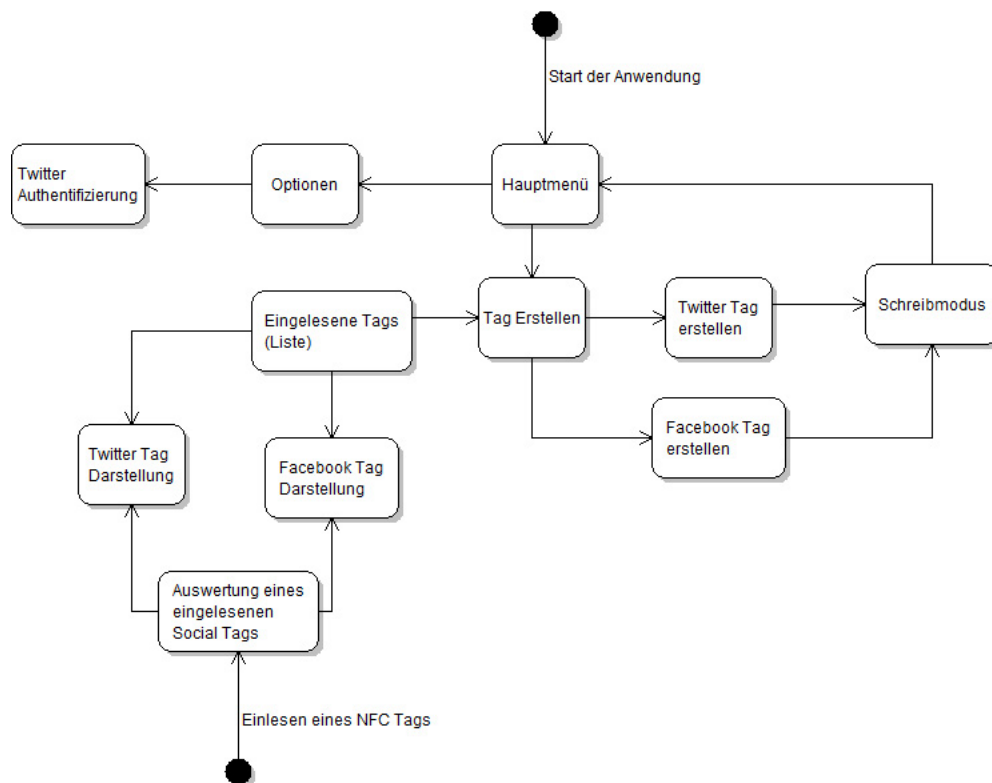 Start der Anwendung
Twitter
Authentifizierung
Optionen
Hauptmenü
Eingelesene Tags
(Liste)
Tag Erstellen
Twitter Tag
erstellen
Schreibmodus
Twitter Tag
Darstellung
Facebook Tag
Darstellung
Facebook Tag
erstellen
Auswertung eines
eingelesenen
Social Tags
Einlesen eines NFC Tags